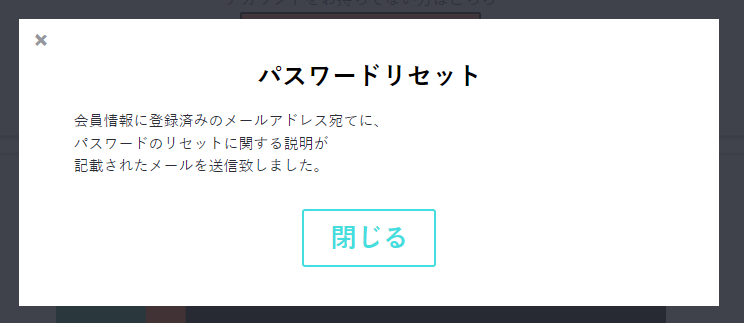 ×
パスワードリセット
会員情報に登録済みのメールアドレス宛てに、
パスワードのリセットに関する説明が
記載されたメールを送信致しました。
閉じる